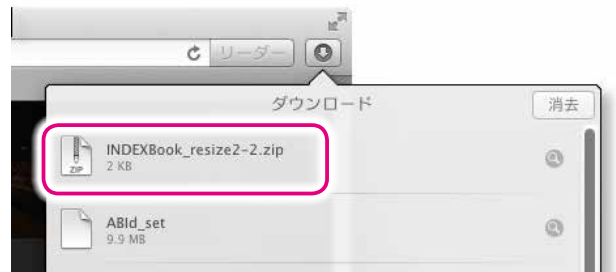 リーダー
ダウンロード
消去
INDEXBook_resize2-2.zip
ZIP
2 KB
ABId_set
9.9 MB